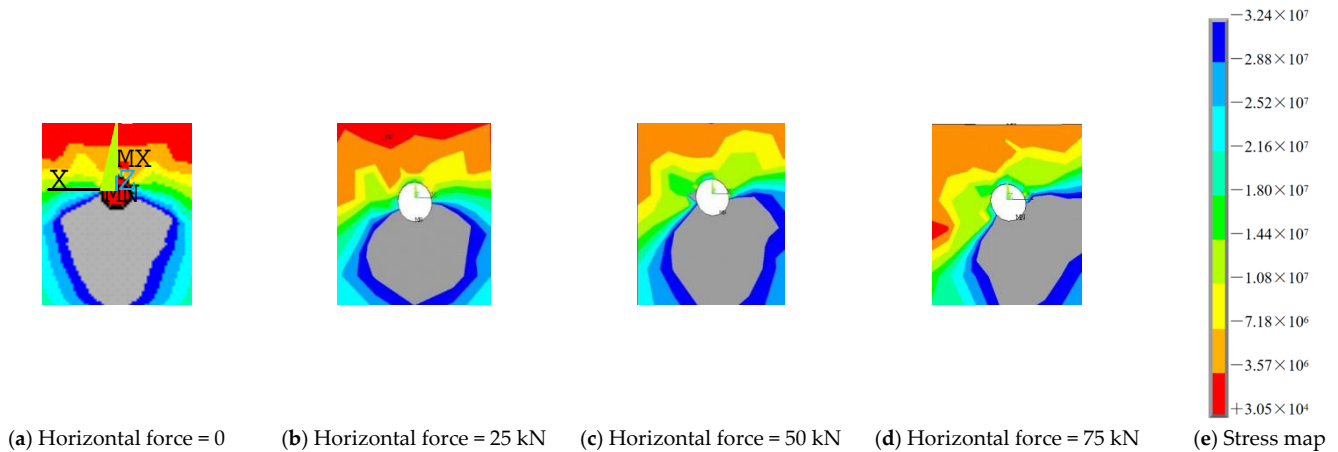 MX
X
Z
MN
MN
−3.24×10⁷
−2.88×10⁷
−2.52×10⁷
−2.16×10⁷
−1.80×10⁷
−1.44×10⁷
−1.08×10⁷
−7.18×10⁶
−3.57×10⁶
+3.05×10⁴
(a) Horizontal force = 0
(b) Horizontal force = 25 kN
(c) Horizontal force = 50 kN
(d) Horizontal force = 75 kN
(e) Stress map